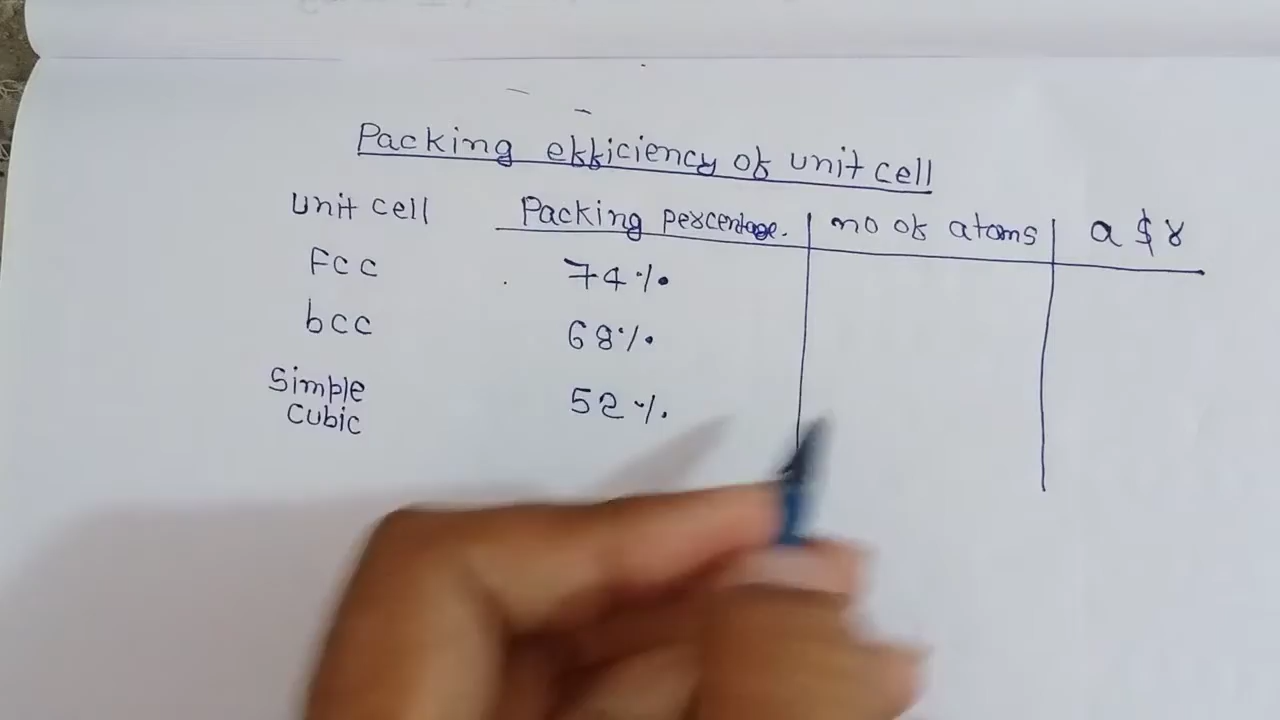 Packing efficiency of unit cell
Unit cell Packing percentage. no of atoms a $ r
Fcc 74%
bcc 68%
Simple
Cubic 52%